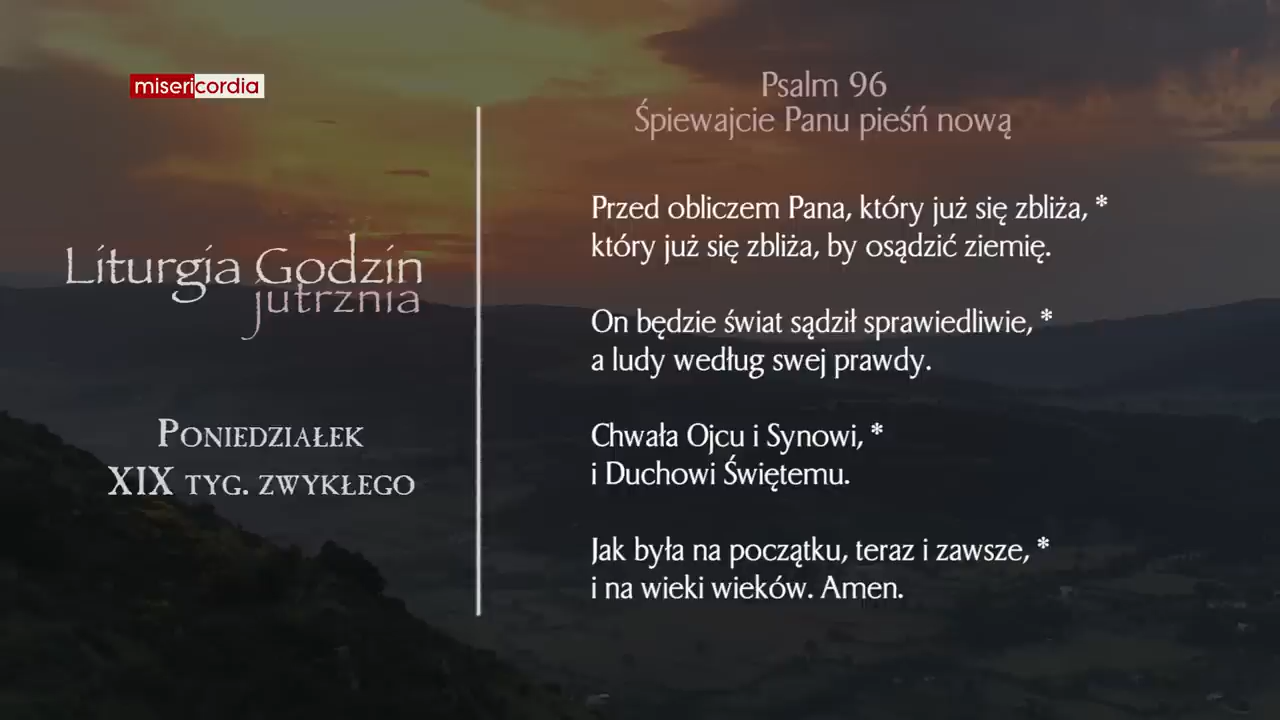 misericordia
Liturgia Godzin
jutrznia
Poniedziałek
XIX tyg. zwykłego
Psalm 96
Śpiewajcie Panu pieśń nową
Przed obliczem Pana, który już się zbliża, *
który już się zbliża, by osądzić ziemię.
On będzie świat sądził sprawiedliwie, *
a ludy według swej prawdy.
Chwała Ojcu i Synowi, *
i Duchowi Świętemu.
Jak była na początku, teraz i zawsze, *
i na wieki wieków. Amen.